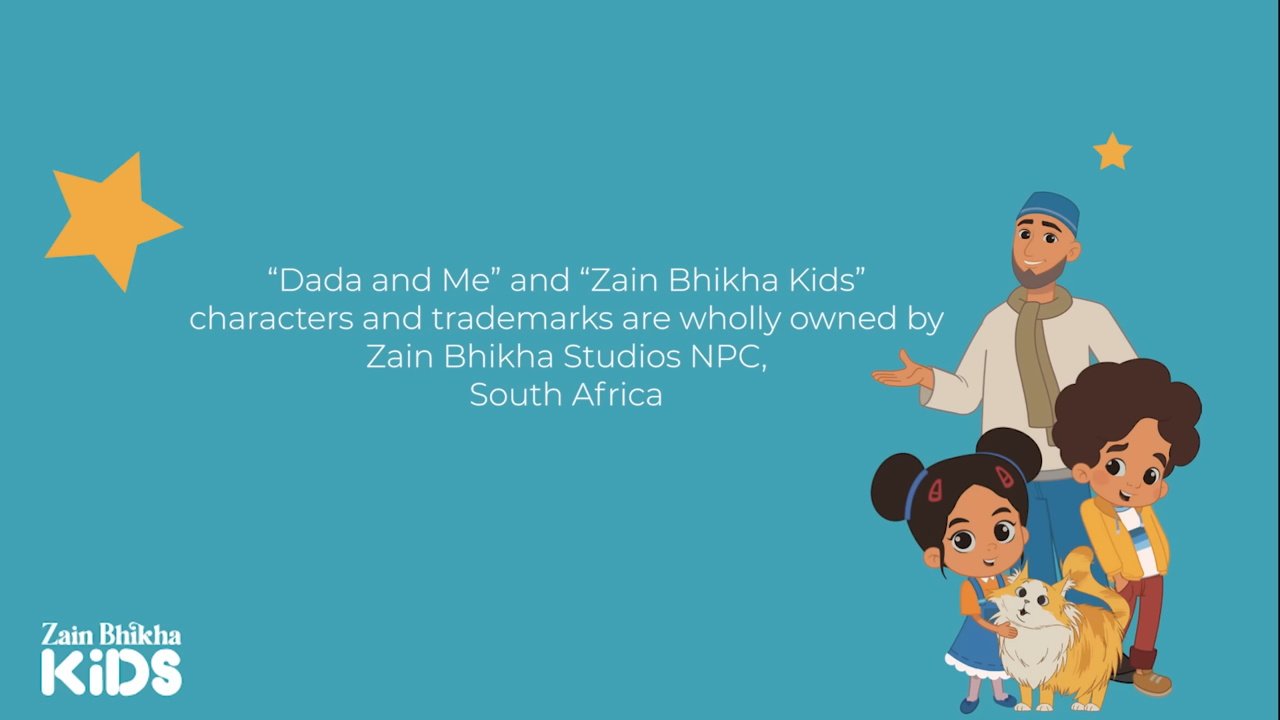 “Dada and Me” and “Zain Bhikha Kids”
characters and trademarks are wholly owned by
Zain Bhikha Studios NPC,
South Africa
Zain Bhikha
KiDS